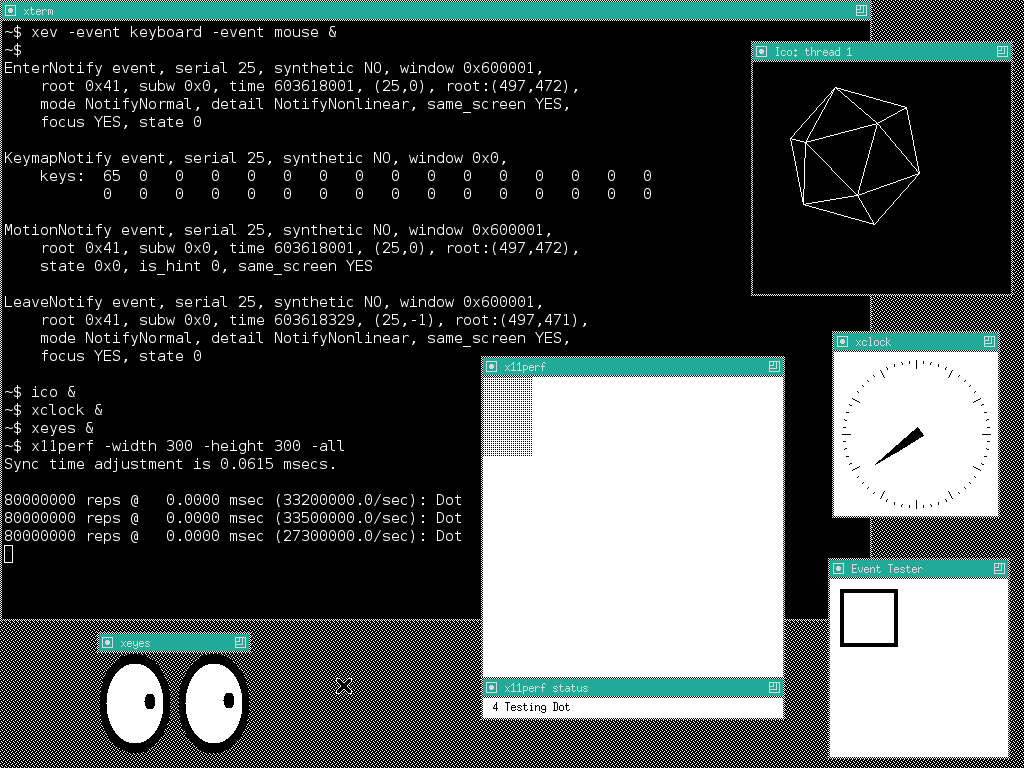 xterm
~$ xev -event keyboard -event mouse &
~$
EnterNotify event, serial 25, synthetic NO, window 0x600001,
    root 0x41, subw 0x0, time 603618001, (25,0), root:(497,472),
    mode NotifyNormal, detail NotifyNonlinear, same_screen YES,
    focus YES, state 0
KeymapNotify event, serial 25, synthetic NO, window 0x0,
    keys:  65  0   0   0   0   0   0   0   0   0   0   0   0   0   0   0
           0   0   0   0   0   0   0   0   0   0   0   0   0   0   0   0
MotionNotify event, serial 25, synthetic NO, window 0x600001,
    root 0x41, subw 0x0, time 603618001, (25,0), root:(497,472),
    state 0x0, is_hint 0, same_screen YES
LeaveNotify event, serial 25, synthetic NO, window 0x600001,
    root 0x41, subw 0x0, time 603618329, (25,-1), root:(497,471),
    mode NotifyNormal, detail NotifyNonlinear, same_screen YES,
    focus YES, state 0
~$ ico &
~$ xclock &
~$ xeyes &
~$ x11perf -width 300 -height 300 -all
Sync time adjustment is 0.0615 msecs.
80000000 reps @   0.0000 msec (33200000.0/sec): Dot
80000000 reps @   0.0000 msec (33500000.0/sec): Dot
80000000 reps @   0.0000 msec (27300000.0/sec): Dot
Ico: thread 1
xclock
x11perf
Event Tester
xeyes
x11perf status
4 Testing Dot